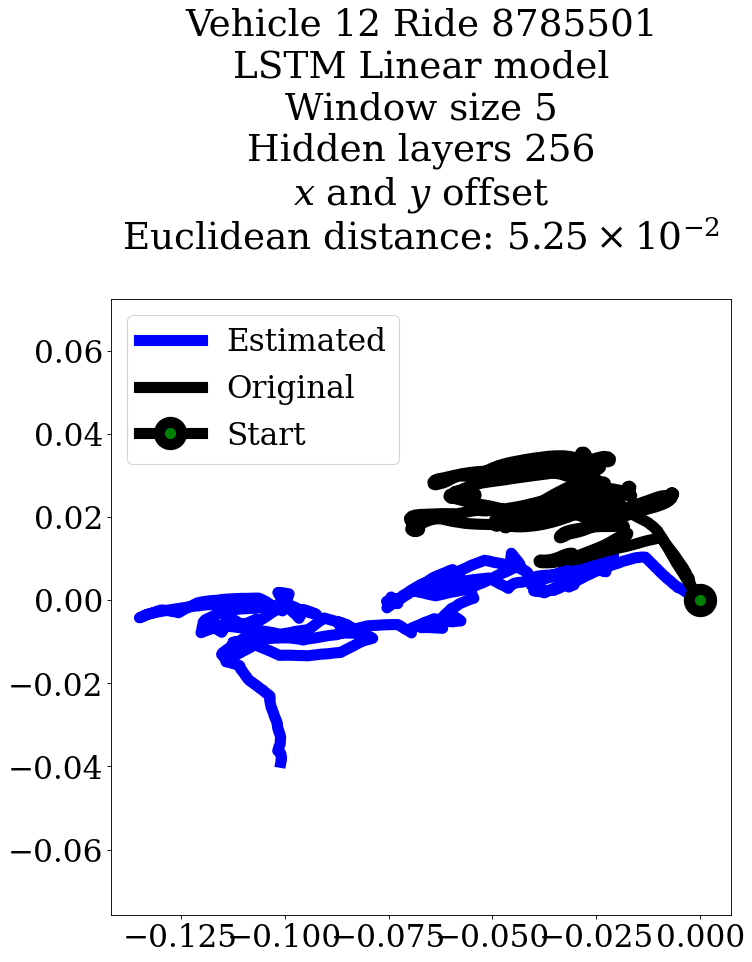 Vehicle 12 Ride 8785501
LSTM Linear model
Window size 5
Hidden layers 256
x and y offset
Euclidean distance: 5.25 × 10⁻²
Estimated
Original
Start
0.06
0.04
0.02
0.00
−0.02
−0.04
−0.06
−0.125 −0.100 −0.075 −0.050 −0.025 0.000